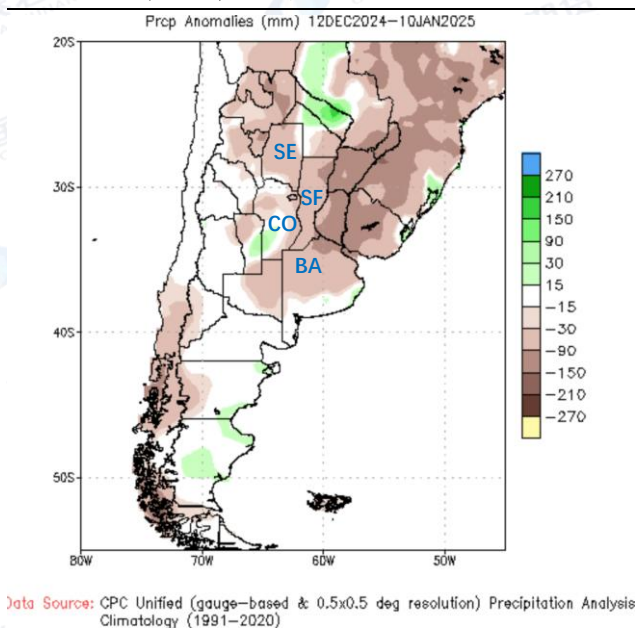 Prcp Anomalies (mm) 12DEC2024-10JAN2025
20S
30S
40S
50S
SE
SF
CO
BA
270
210
150
90
30
15
-15
-30
-90
-150
-210
-270
80W 70W 60W 50W
Data Source: CPC Unified (gauge-based & 0.5x0.5 deg resolution) Precipitation Analysis
Climatology (1991-2020)